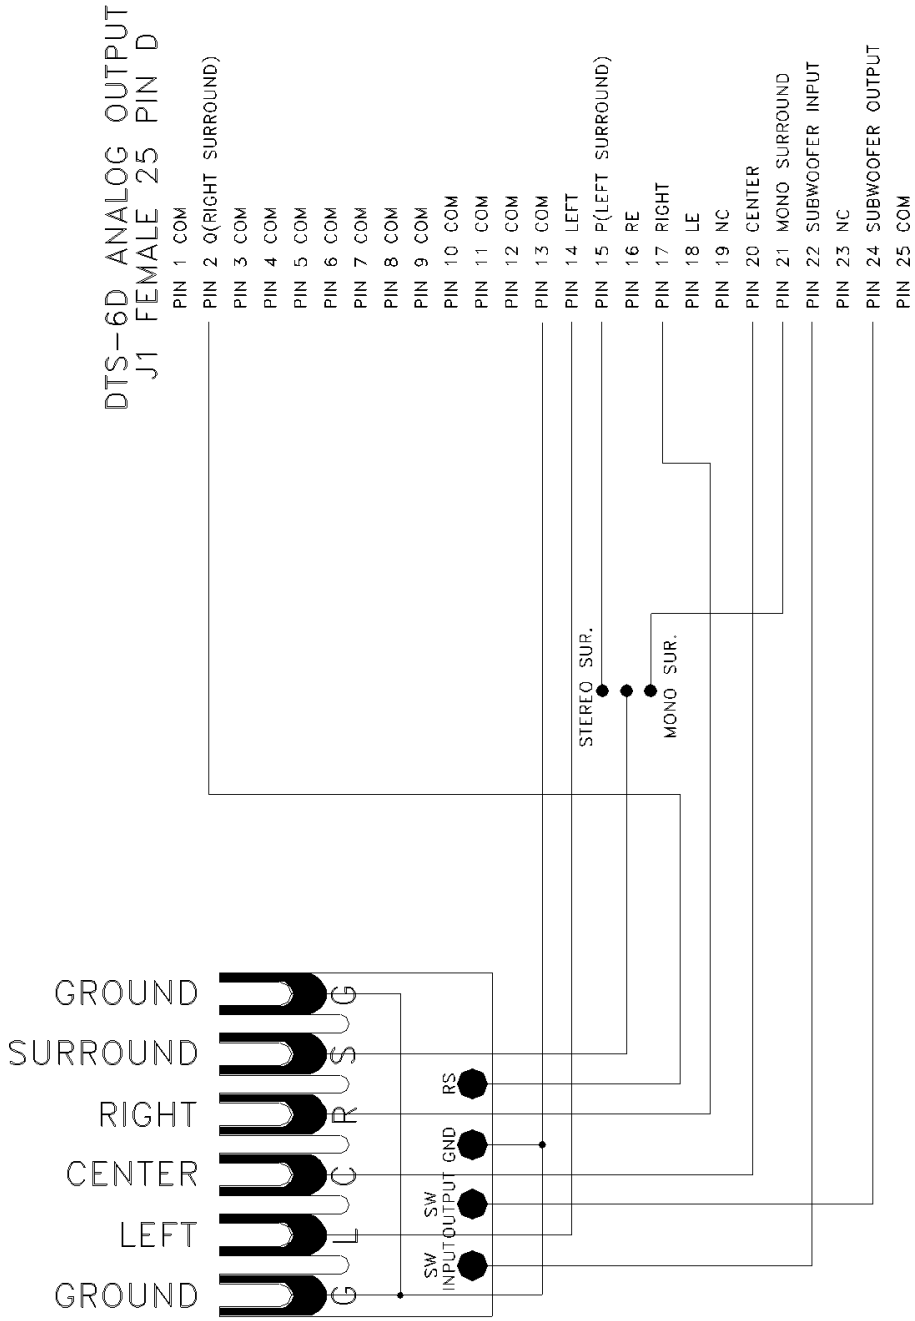 DTS-6D ANALOG OUTPUT
J1 FEMALE 25 PIN D
PIN 1 COM
PIN 2 Q(RIGHT SURROUND)
PIN 3 COM
PIN 4 COM
PIN 5 COM
PIN 6 COM
PIN 7 COM
PIN 8 COM
PIN 9 COM
PIN 10 COM
PIN 11 COM
PIN 12 COM
PIN 13 COM
PIN 14 LEFT
PIN 15 P(LEFT SURROUND)
PIN 16 RE
PIN 17 RIGHT
PIN 18 LE
PIN 19 NC
PIN 20 CENTER
PIN 21 MONO SURROUND
PIN 22 SUBWOOFER INPUT
PIN 23 NC
PIN 24 SUBWOOFER OUTPUT
PIN 25 COM
STEREO SUR.
MONO SUR.
GROUND
G
SURROUND
S
RIGHT
R
CENTER
C
LEFT
L
GROUND
G
RS
GND
SW
OUTPUT
SW
INPUT